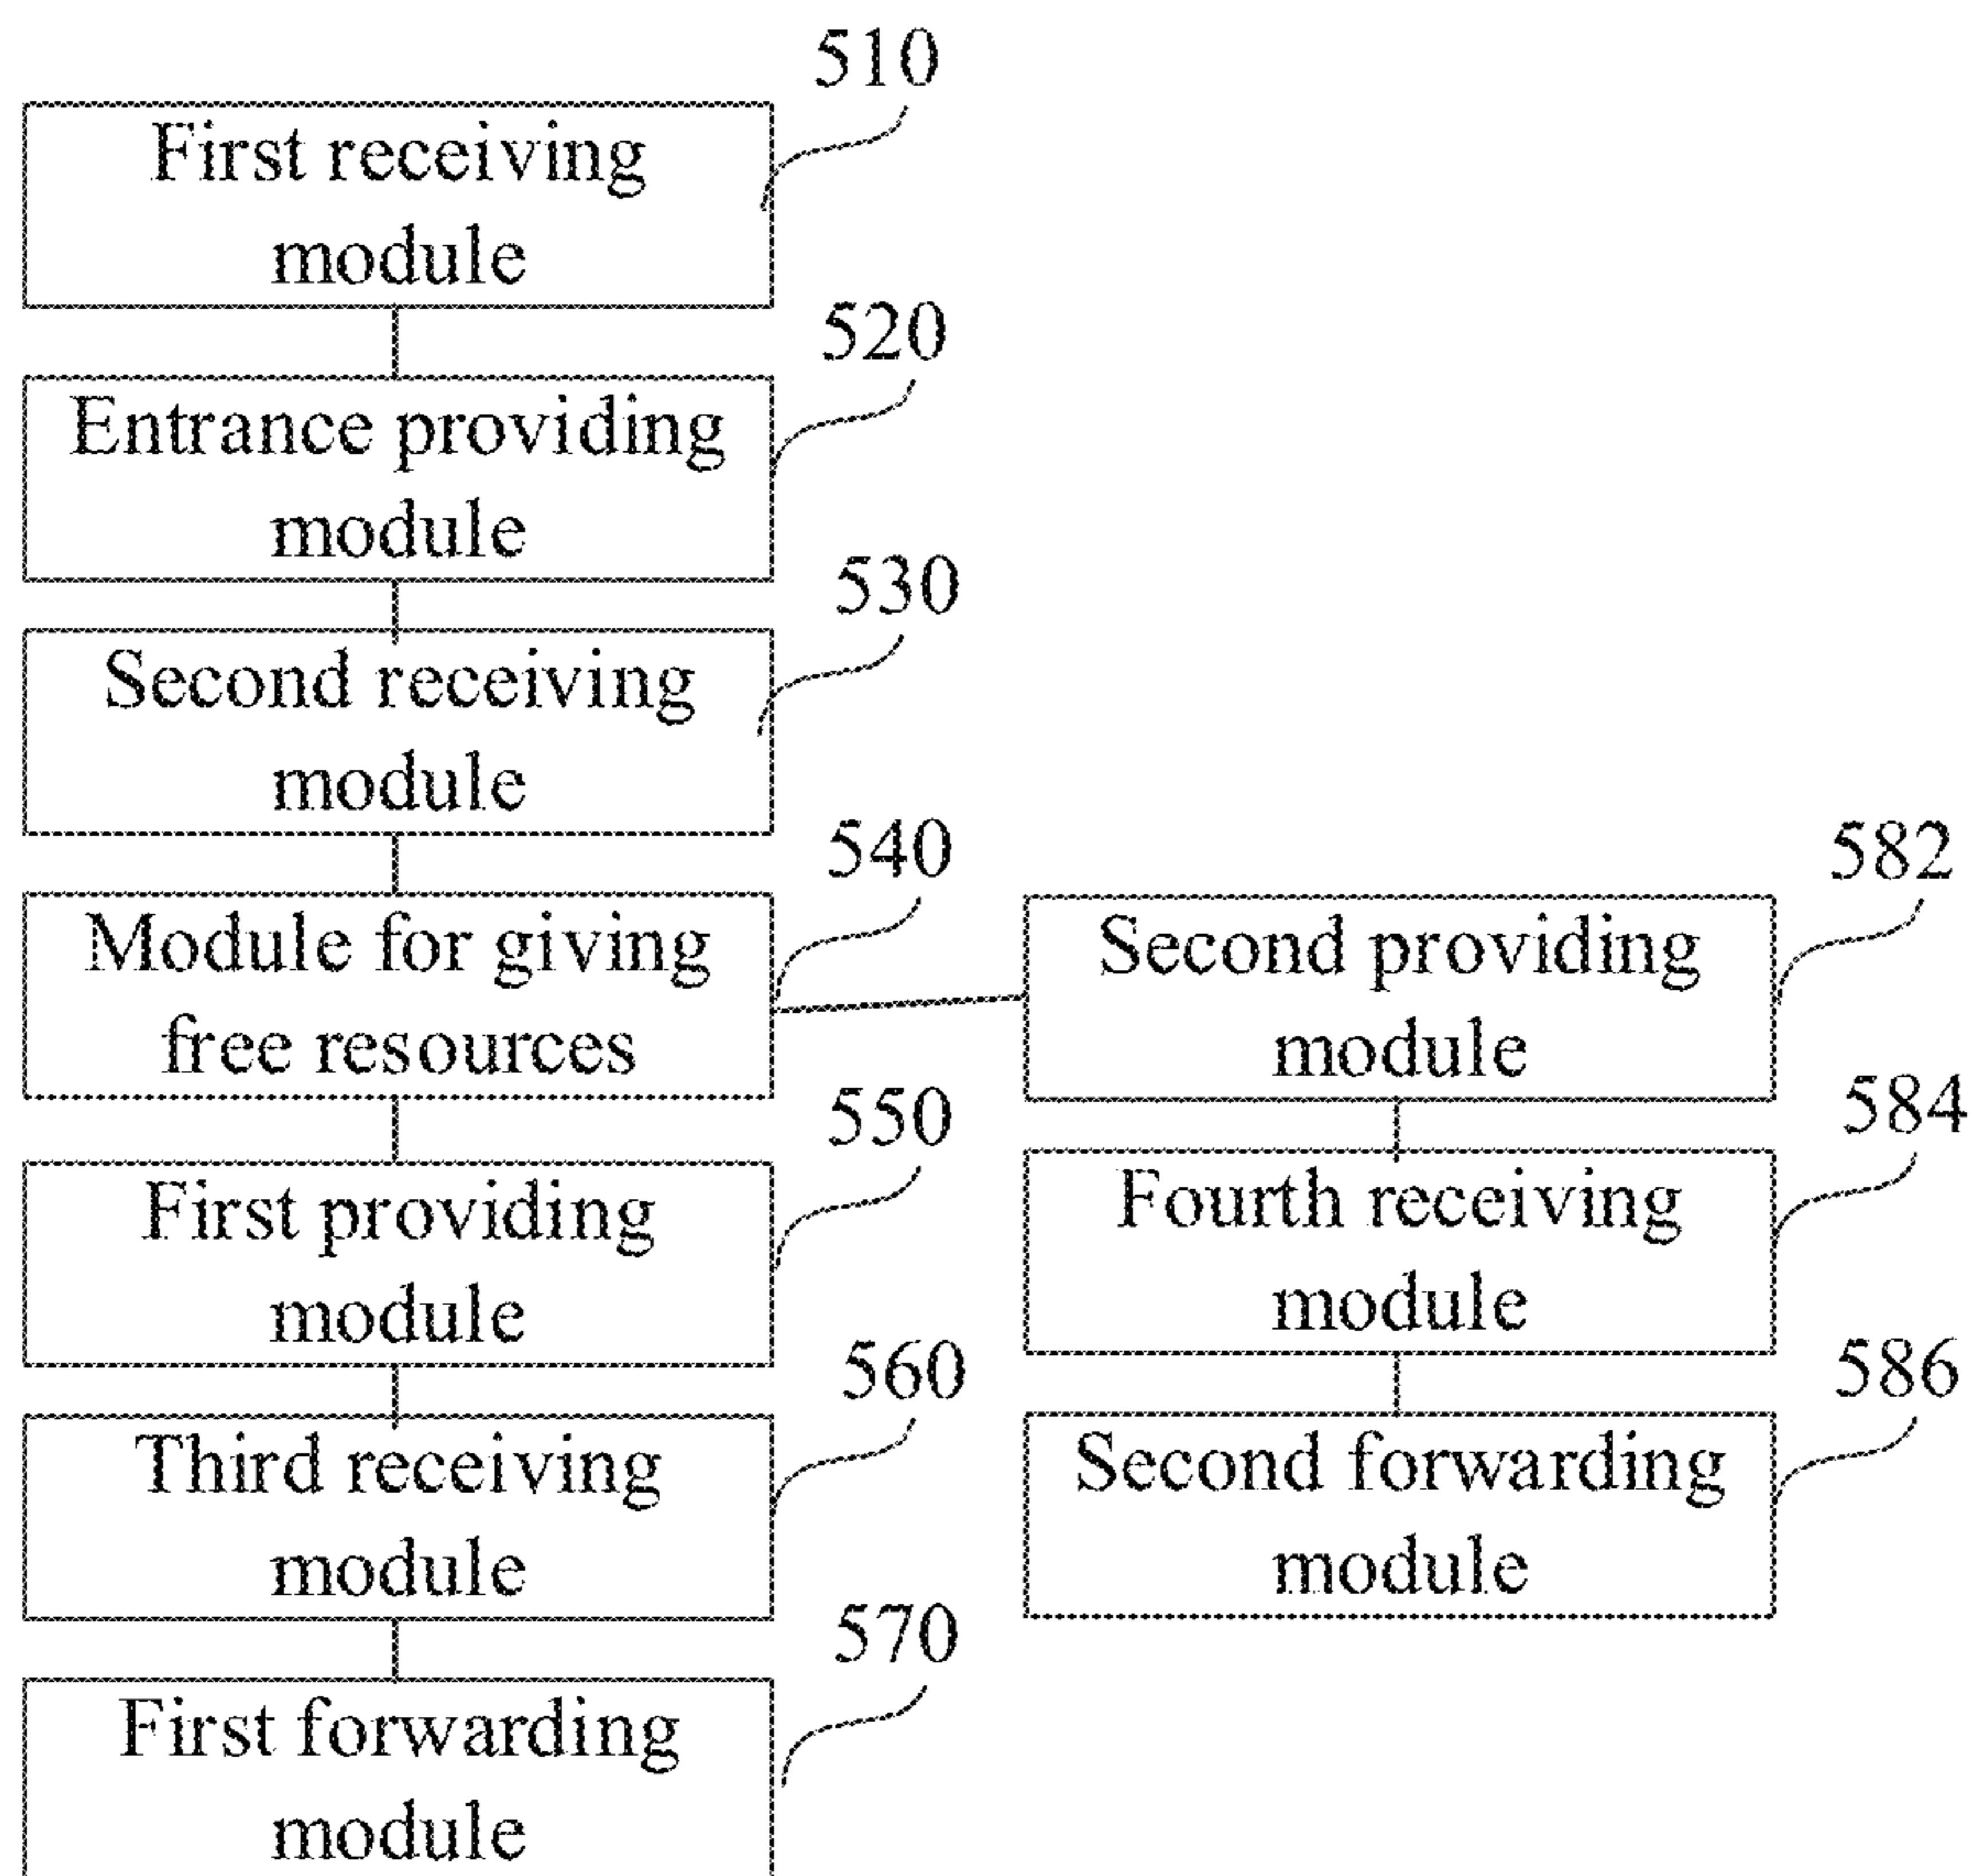 510
First receiving
module
520
Entrance providing
module
530
Second receiving
module
540
Module for giving
free resources
550
First providing
module
560
Third receiving
module
570
First forwarding
module
582
Second providing
module
584
Fourth receiving
module
586
Second forwarding
module